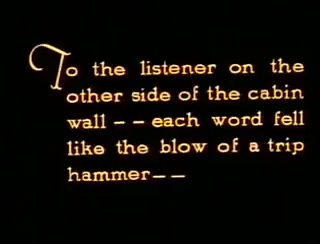 To the listener on the
other side of the cabin
wall -- each word fell
like the blow of a trip
hammer--